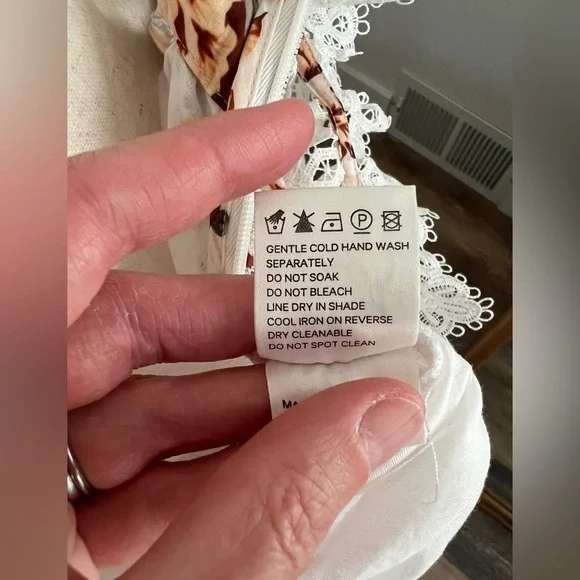 P
GENTLE COLD HAND WASH
SEPARATELY
DO NOT SOAK
DO NOT BLEACH
LINE DRY IN SHADE
COOL IRON ON REVERSE
DRY CLEANABLE
DO NOT SPOT CLEAN